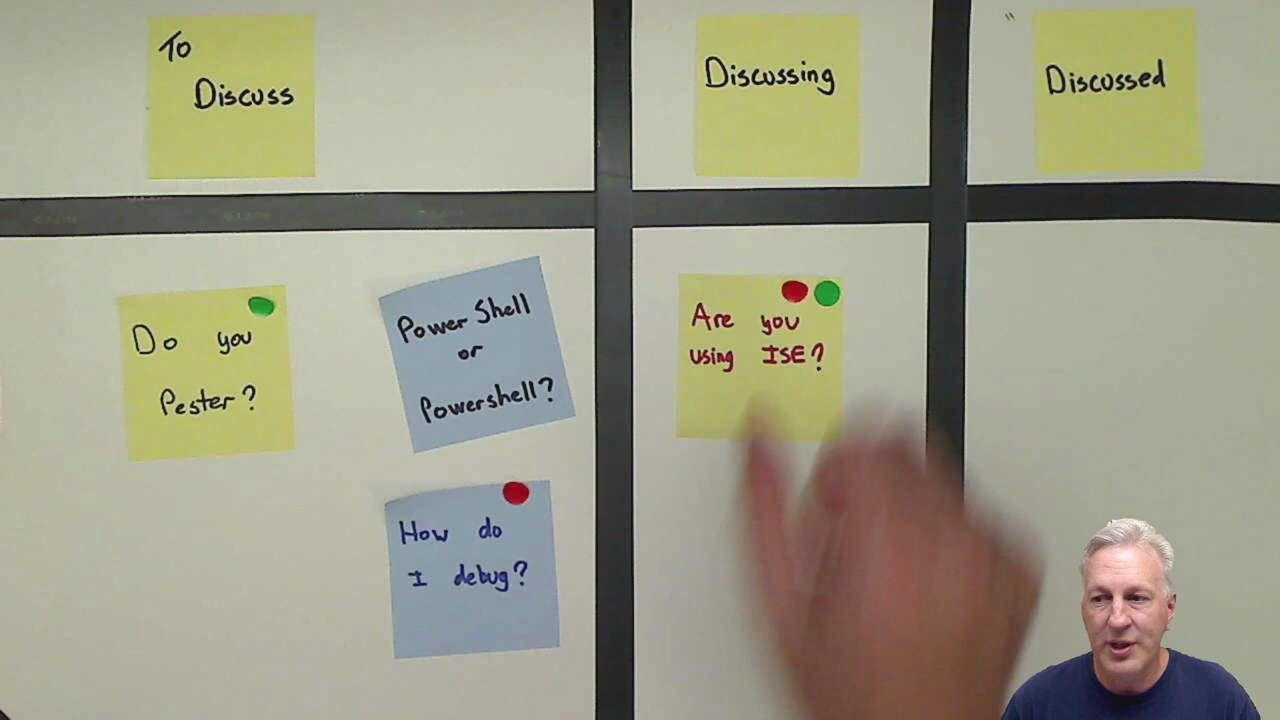 To
Discuss
Discussing
Discussed
Do you
Pester?
Power Shell
or
Powershell?
How do
I debug?
Are you
using ISE?